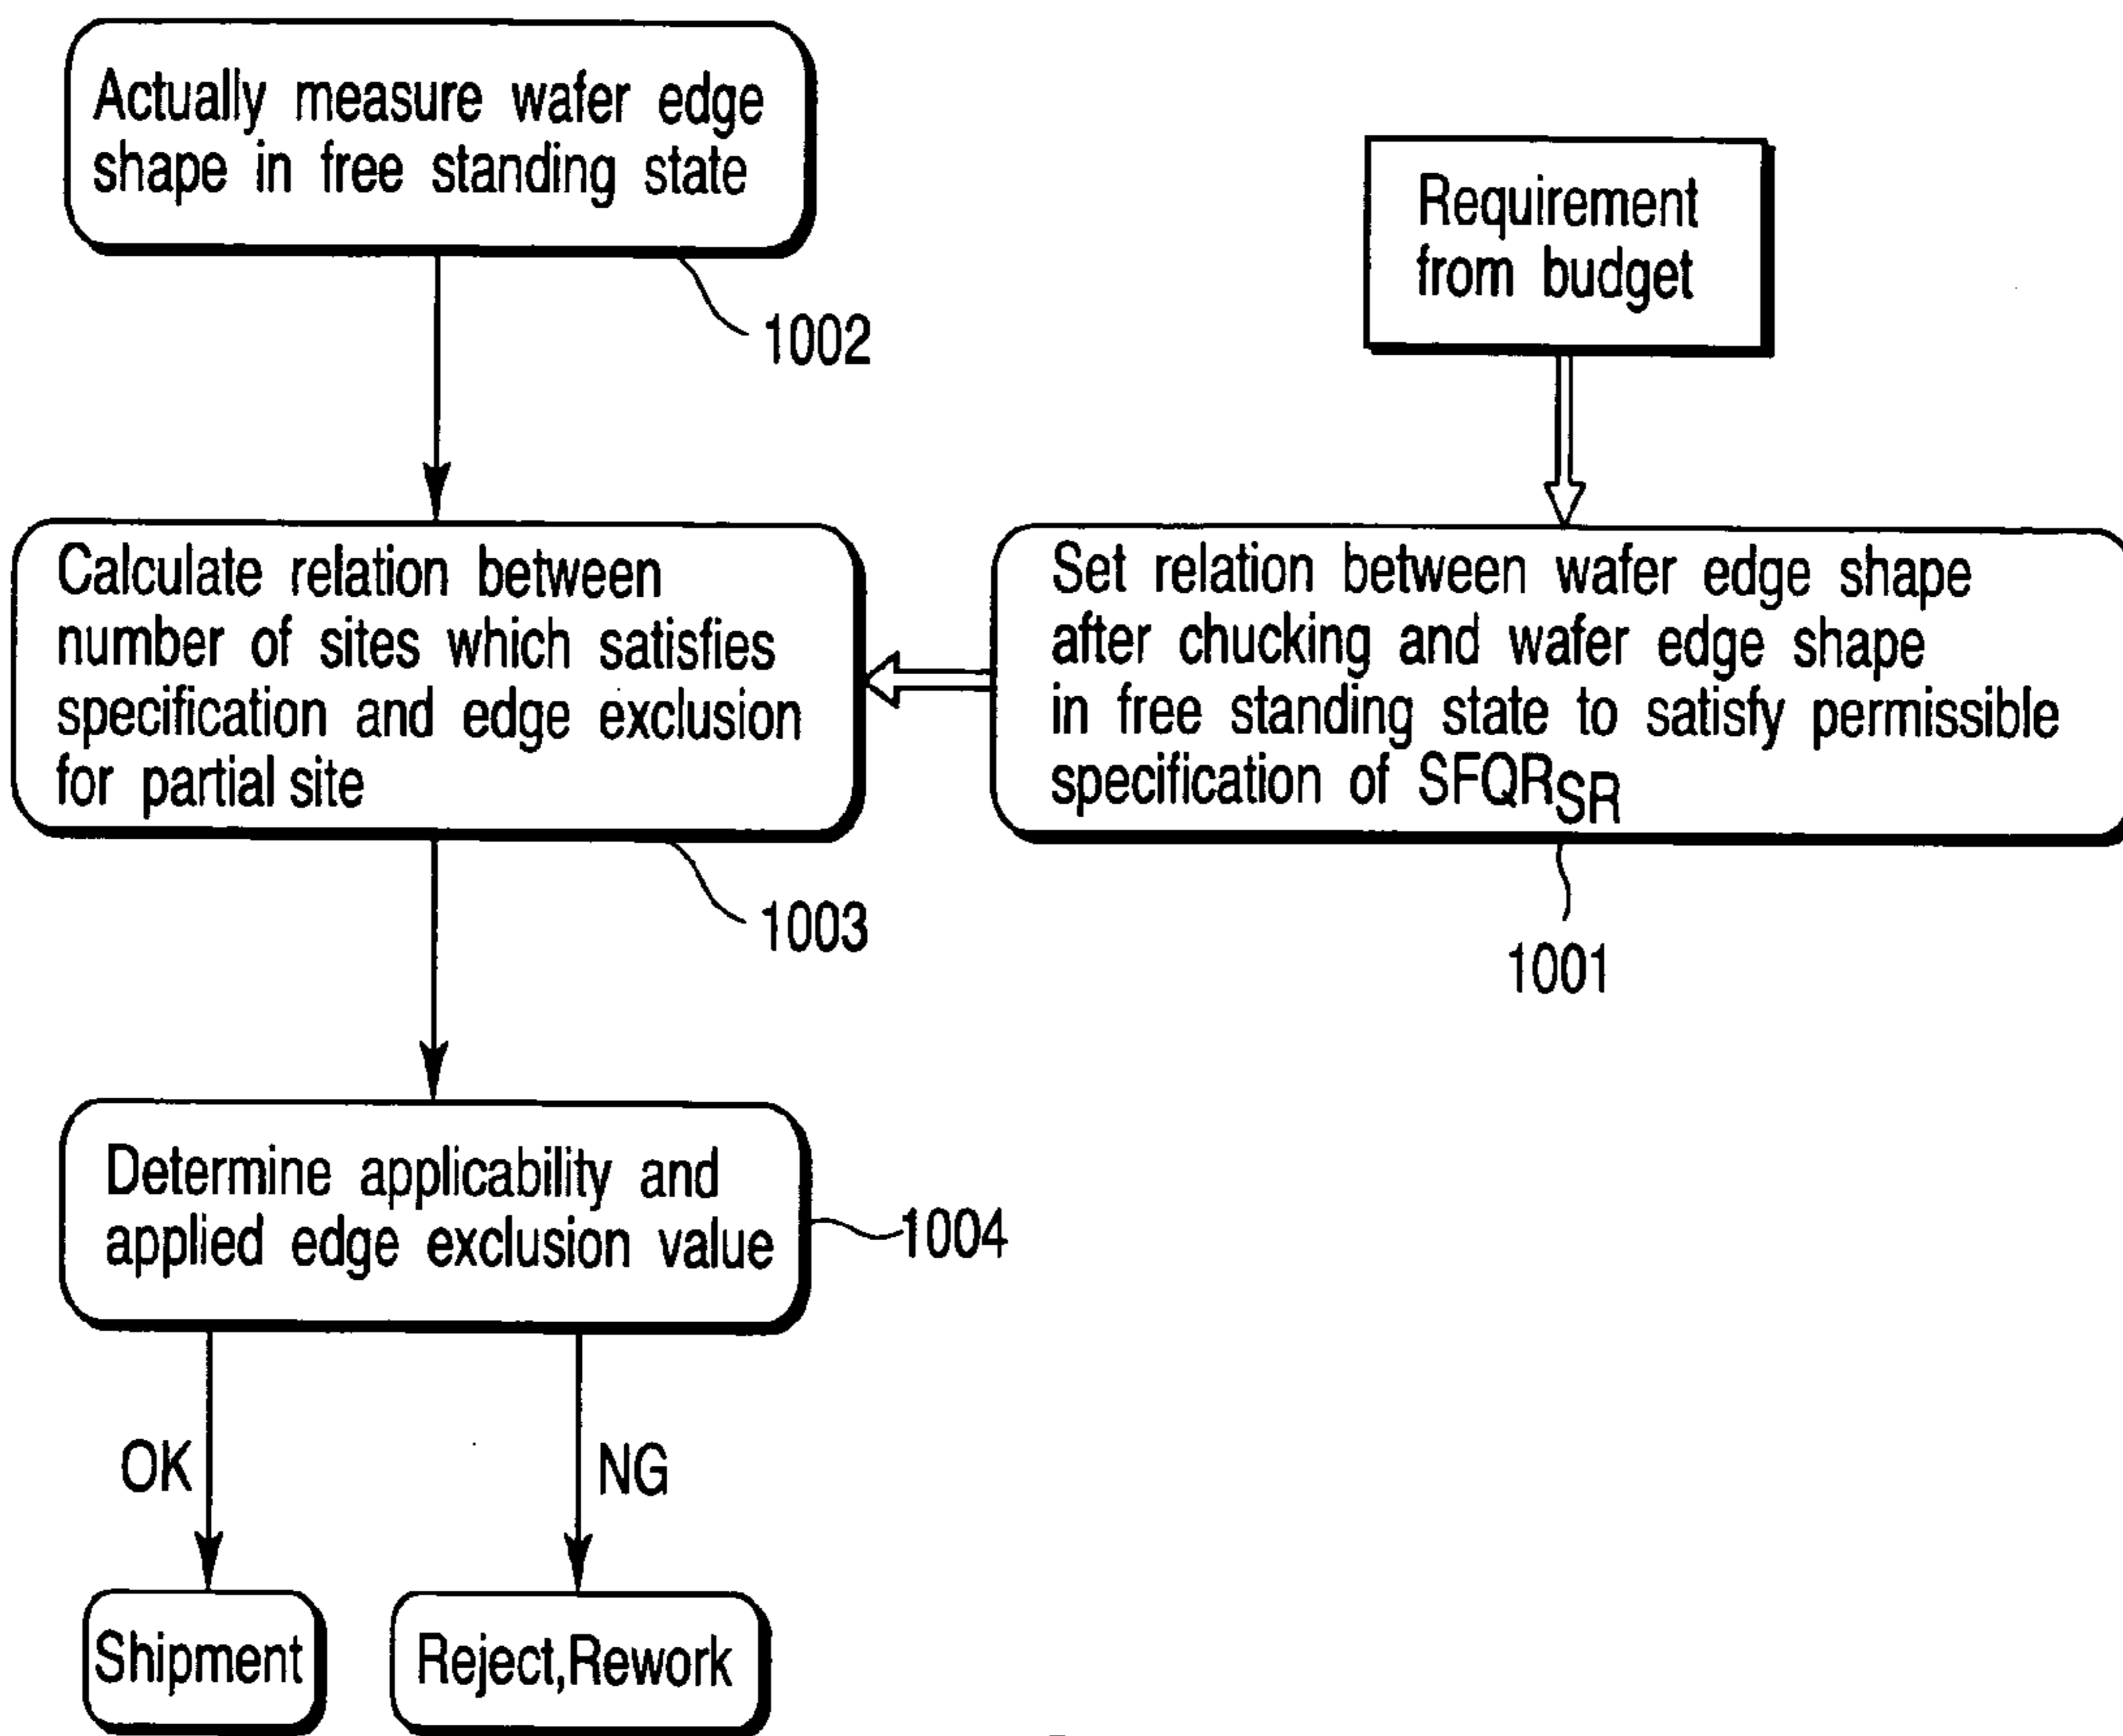 Actually measure wafer edge
shape in free standing state
1002
Requirement
from budget
Calculate relation between
number of sites which satisfies
specification and edge exclusion
for partial site
1003
Set relation between wafer edge shape
after chucking and wafer edge shape
in free standing state to satisfy permissible
specification of SFQRSR
1001
Determine applicability and
applied edge exclusion value
1004
OK
NG
Shipment
Reject,Rework